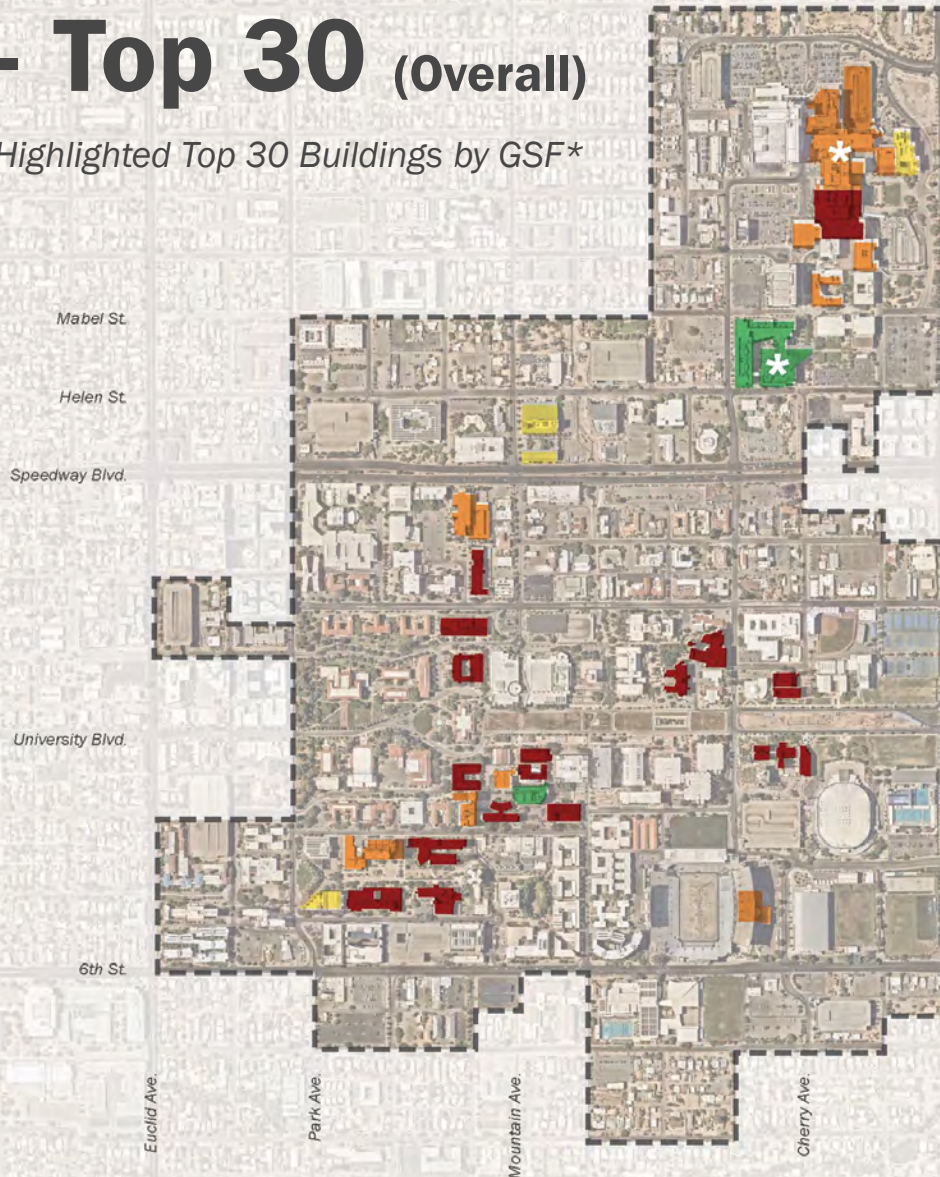 - Top 30 (Overall)
Highlighted Top 30 Buildings by GSF*
*
Mabel St.
*
Helen St.
Speedway Blvd.
University Blvd.
6th St.
Euclid Ave.
Park Ave.
Mountain Ave.
Cherry Ave.